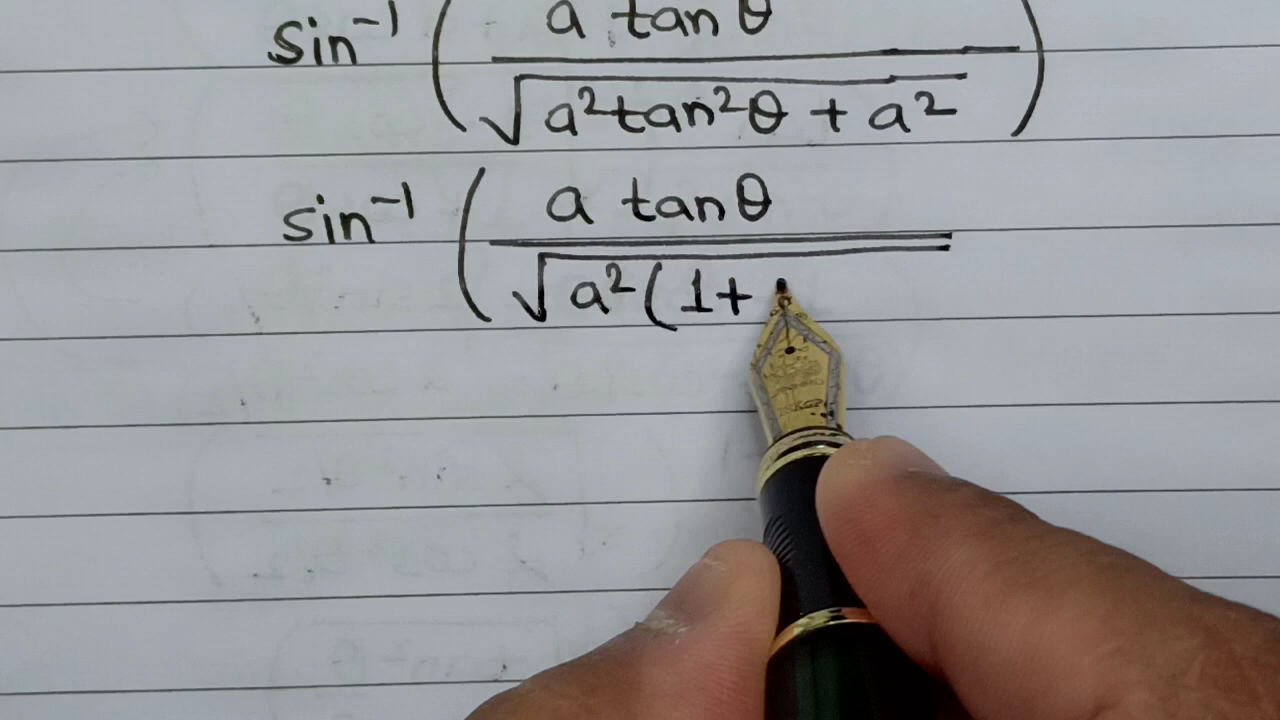 sin⁻¹ ( a tanθ / √a²tan²θ + a² )
sin⁻¹ ( a tanθ / √a²(1+